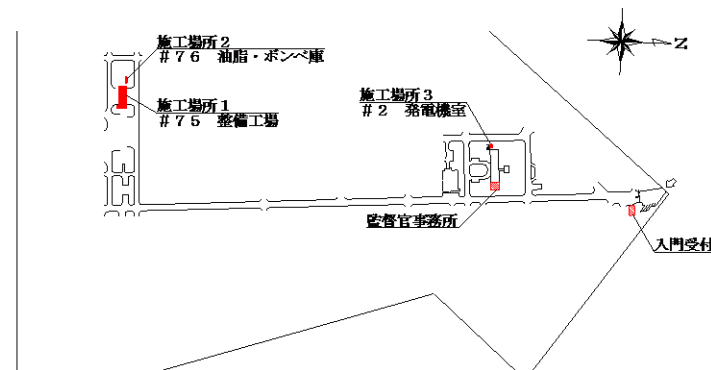 施工場所２
＃７６　油脂・ボンベ庫
施工場所１
＃７５　整備工場
施工場所３
＃２　発電機室
監督官事務所
入門受付
N